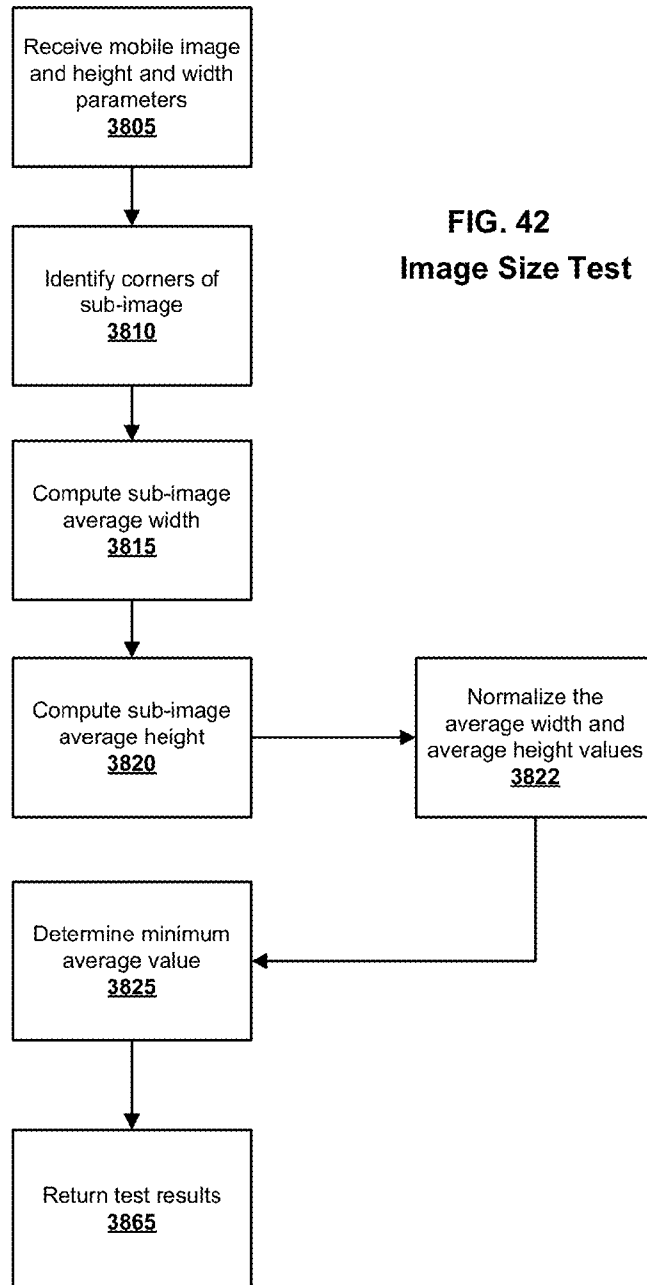 Receive mobile image
and height and width
parameters
3805
FIG. 42
Image Size Test
Identify corners of
sub-image
3810
Compute sub-image
average width
3815
Compute sub-image
average height
3820
Normalize the
average width and
average height values
3822
Determine minimum
average value
3825
Return test results
3865